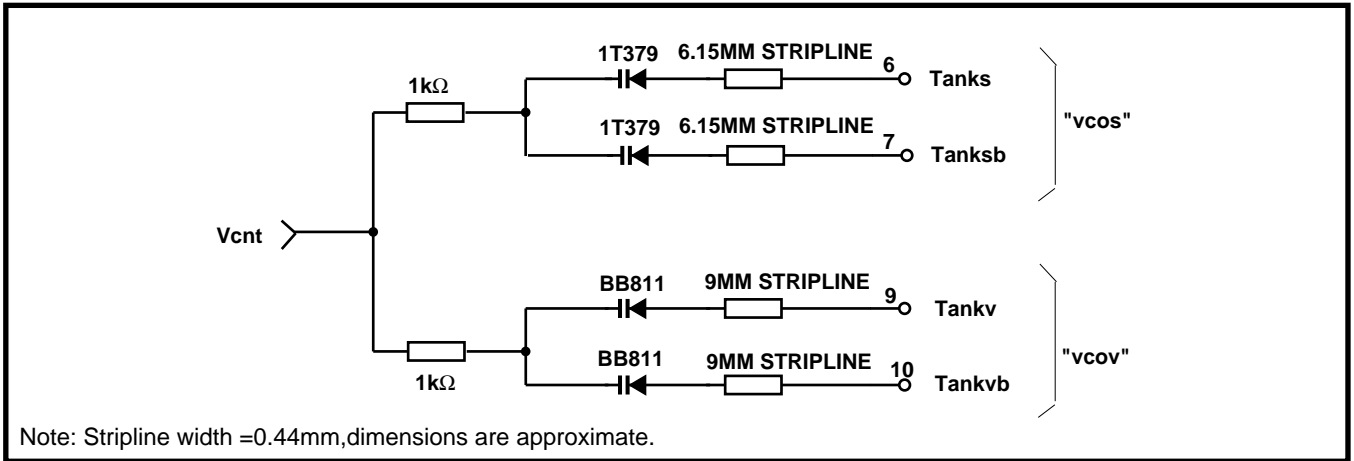 1T379 6.15MM STRIPLINE
6 Tanks
1kΩ
1T379 6.15MM STRIPLINE
7 Tanksb
"vcos"
Vcnt
BB811 9MM STRIPLINE
9 Tankv
BB811 9MM STRIPLINE
10 Tankvb
1kΩ
"vcov"
Note: Stripline width =0.44mm,dimensions are approximate.